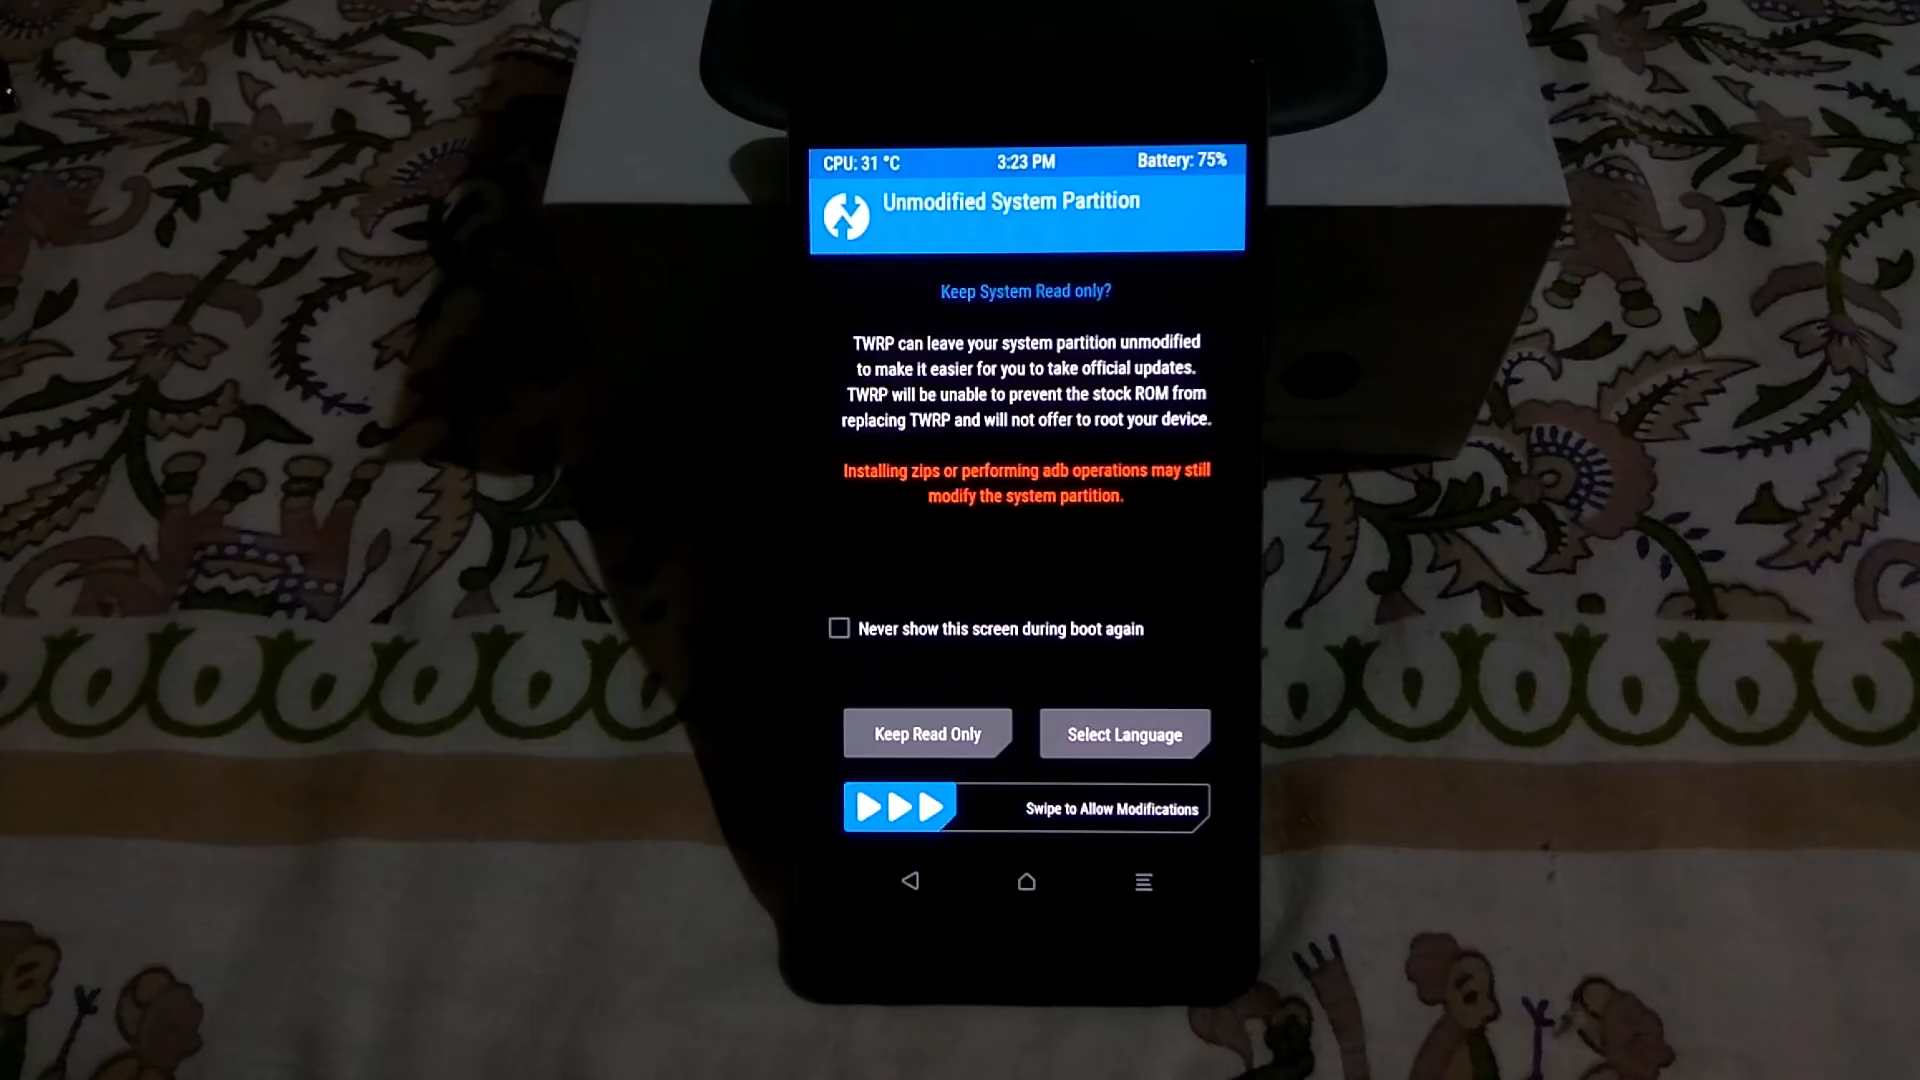 CPU: 31 °C 3:23 PM Battery: 75%
Unmodified System Partition
Keep System Read only?
TWRP can leave your system partition unmodified
to make it easier for you to take official updates.
TWRP will be unable to prevent the stock ROM from
replacing TWRP and will not offer to root your device.
Installing zips or performing adb operations may still
modify the system partition.
Never show this screen during boot again
Keep Read Only Select Language
Swipe to Allow Modifications